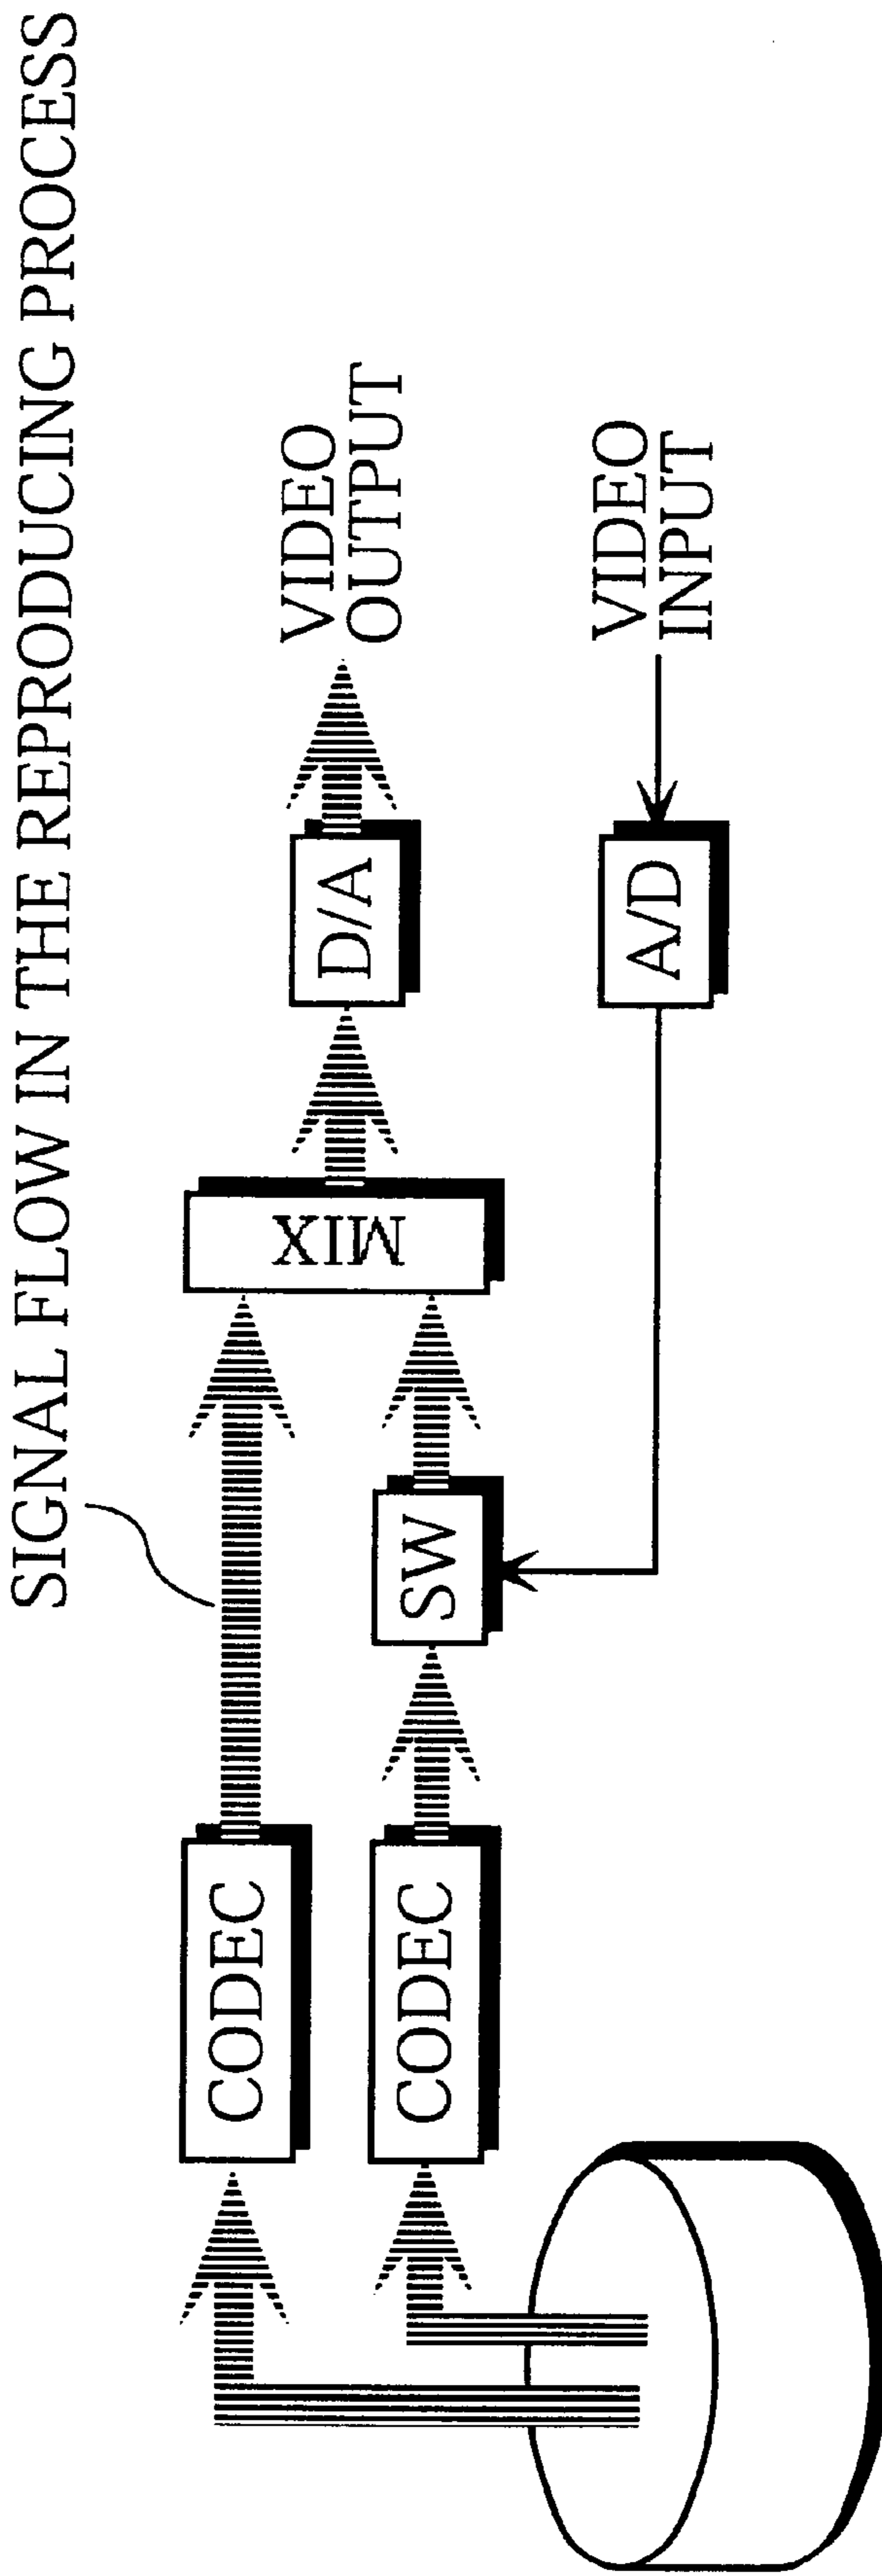 SIGNAL FLOW IN THE REPRODUCING PROCESS
CODEC
CODEC
SW
MIX
D/A
VIDEO
OUTPUT
A/D
VIDEO
INPUT